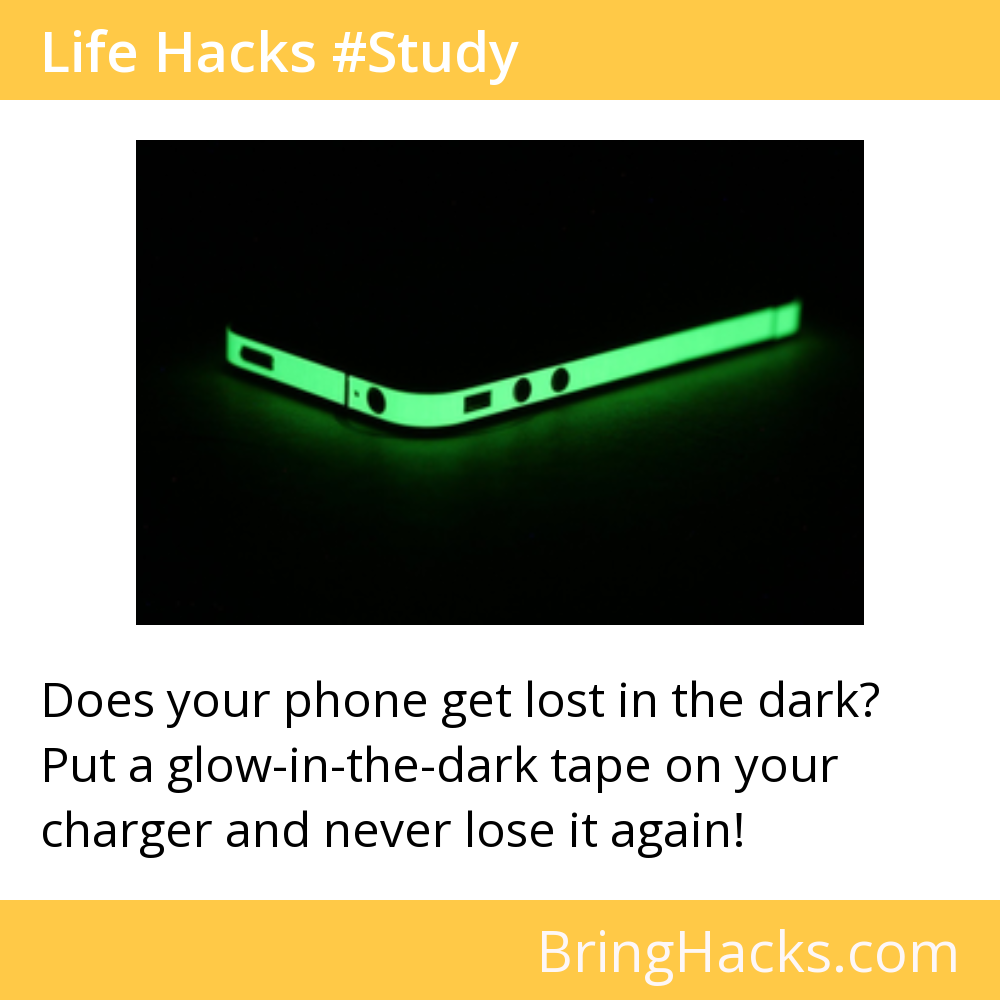 Life Hacks #Study
Does your phone get lost in the dark?
Put a glow-in-the-dark tape on your
charger and never lose it again!
BringHacks.com